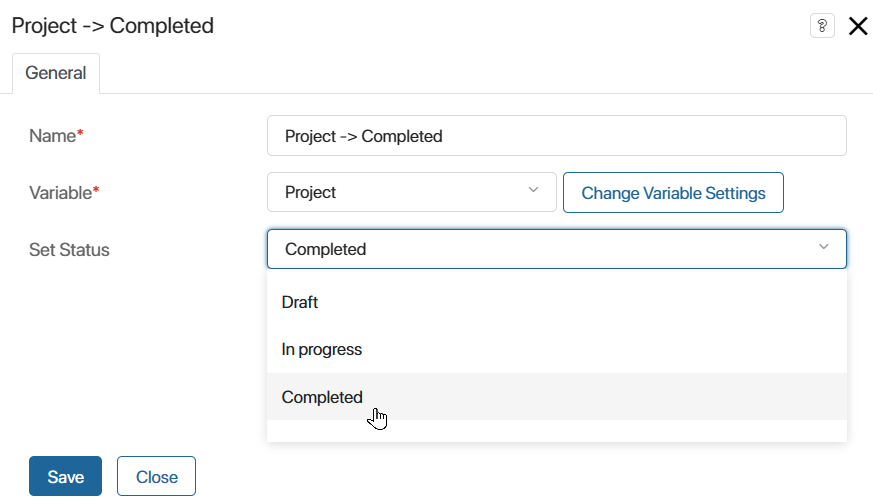 Project -> Completed
?
General
Name*
Project -> Completed
Variable*
Project
Change Variable Settings
Set Status
Completed
Draft
In progress
Completed
Save
Close